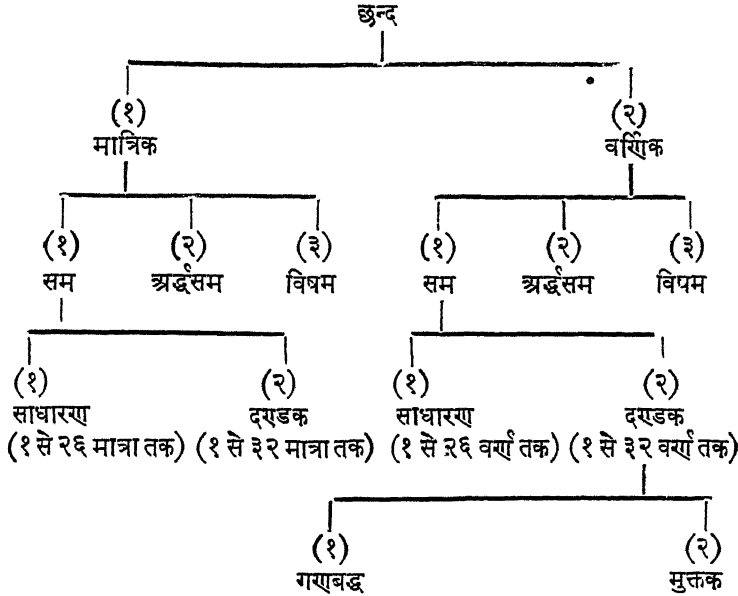 छन्द
(१) (२)
मात्रिक वर्णिक
(१) (२) (३) (१) (२) (३)
सम अर्द्धसम विषम सम अर्द्धसम विषम
(१) (२) (१) (२)
साधारण दण्डक साधारण दण्डक
(१ से २६ मात्रा तक) (१ से ३२ मात्रा तक) (१ से २६ वर्ण तक) (१ से ३२ वर्ण तक)
(१) (२)
गणबद्ध मुक्तक